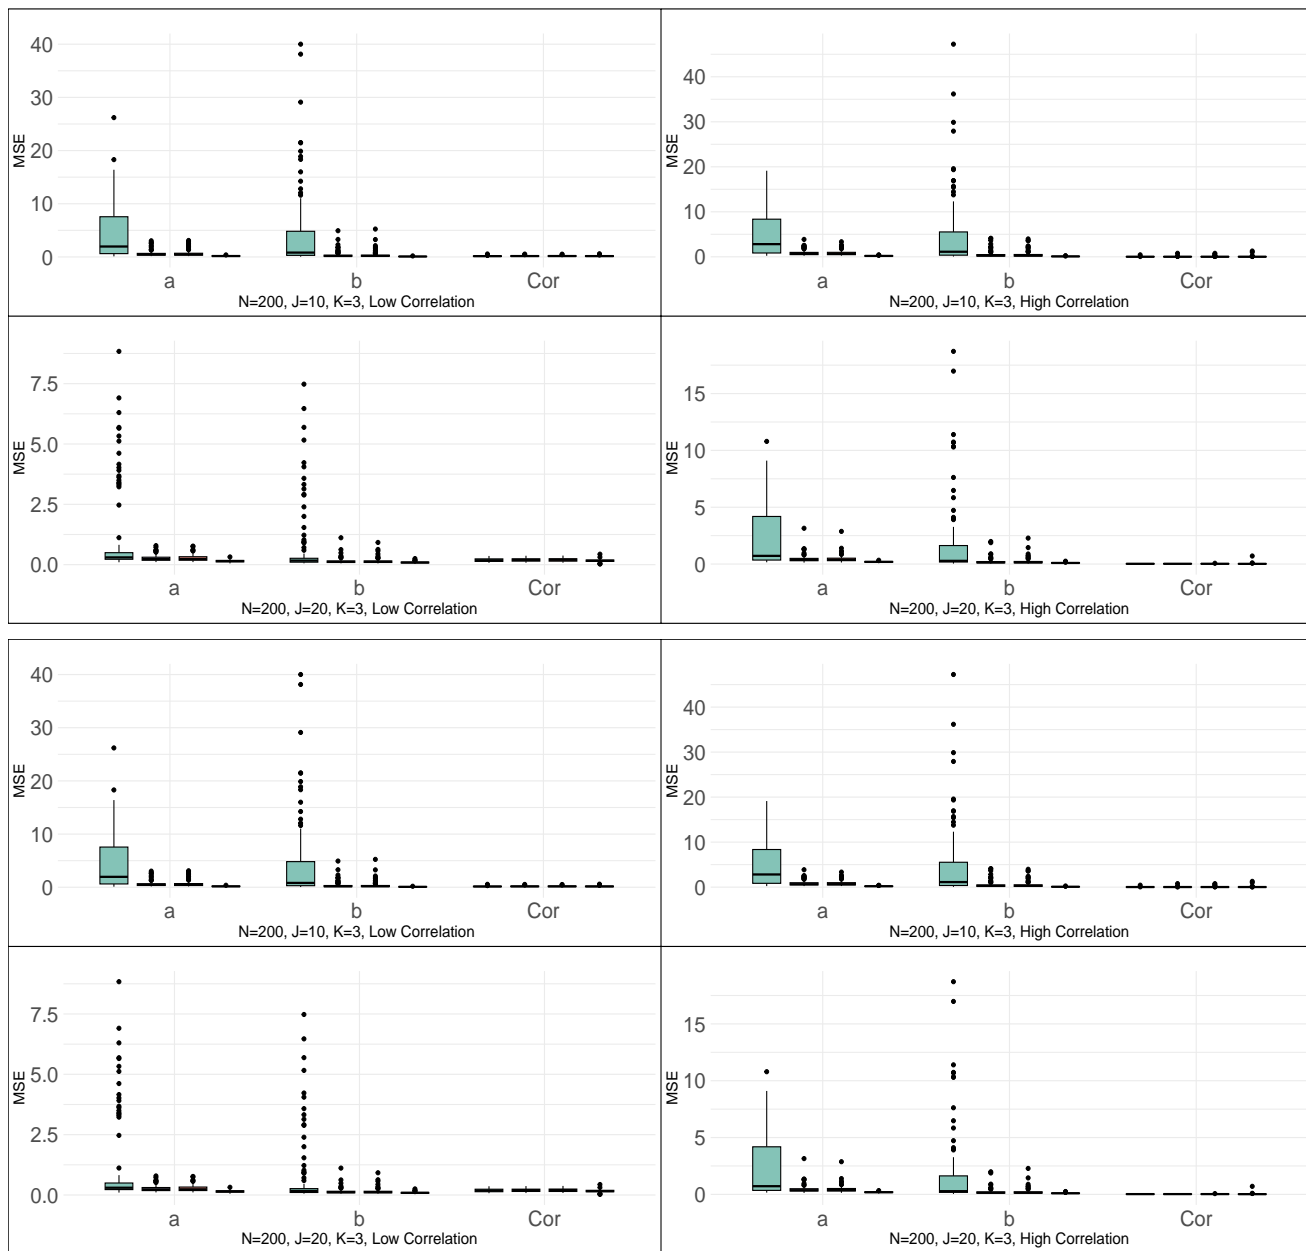 40
30
20
10
0
MSE
a b Cor
N=200, J=10, K=3, Low Correlation
40
30
20
10
0
MSE
a b Cor
N=200, J=10, K=3, High Correlation
7.5
5.0
2.5
0.0
MSE
a b Cor
N=200, J=20, K=3, Low Correlation
15
10
5
0
MSE
a b Cor
N=200, J=20, K=3, High Correlation
40
30
20
10
0
MSE
a b Cor
N=200, J=10, K=3, Low Correlation
40
30
20
10
0
MSE
a b Cor
N=200, J=10, K=3, High Correlation
7.5
5.0
2.5
0.0
MSE
a b Cor
N=200, J=20, K=3, Low Correlation
15
10
5
0
MSE
a b Cor
N=200, J=20, K=3, High Correlation